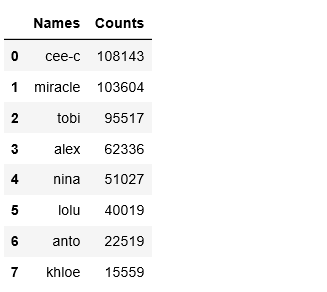 Names Counts
0 cee-c 108143
1 miracle 103604
2 tobi 95517
3 alex 62336
4 nina 51027
5 lolu 40019
6 anto 22519
7 khloe 15559